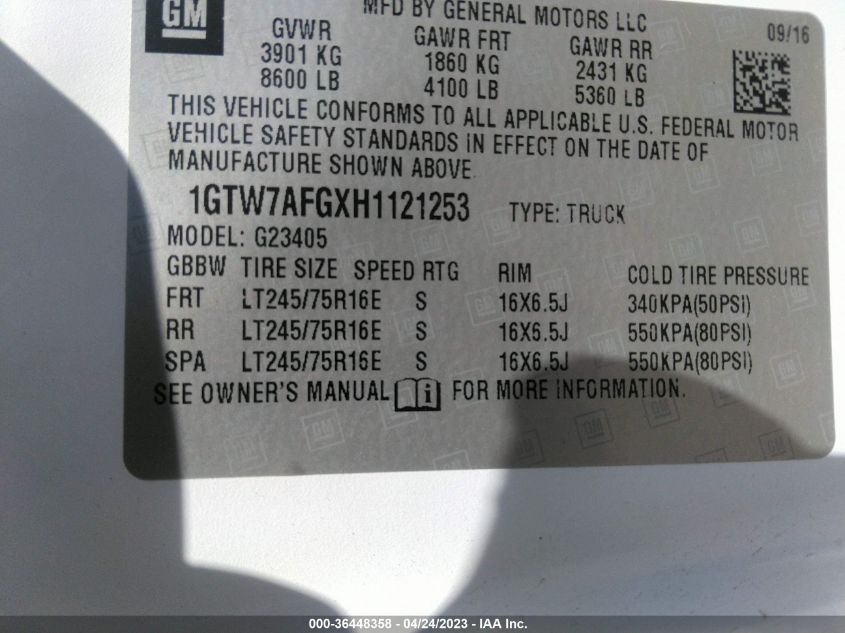 GM
MFD BY GENERAL MOTORS LLC
09/16
GVWR GAWR FRT GAWR RR
3901 KG 1860 KG 2431 KG
8600 LB 4100 LB 5360 LB
THIS VEHICLE CONFORMS TO ALL APPLICABLE U.S. FEDERAL MOTOR
VEHICLE SAFETY STANDARDS IN EFFECT ON THE DATE OF
MANUFACTURE SHOWN ABOVE.
1GTW7AFGXH1121253 TYPE: TRUCK
MODEL: G23405
GBBW TIRE SIZE SPEED RTG RIM COLD TIRE PRESSURE
FRT LT245/75R16E S 16X6.5J 340KPA(50PSI)
RR LT245/75R16E S 16X6.5J 550KPA(80PSI)
SPA LT245/75R16E S 16X6.5J 550KPA(80PSI)
SEE OWNER'S MANUAL i FOR MORE INFORMATION.
000-36448358 - 04/24/2023 - IAA Inc.